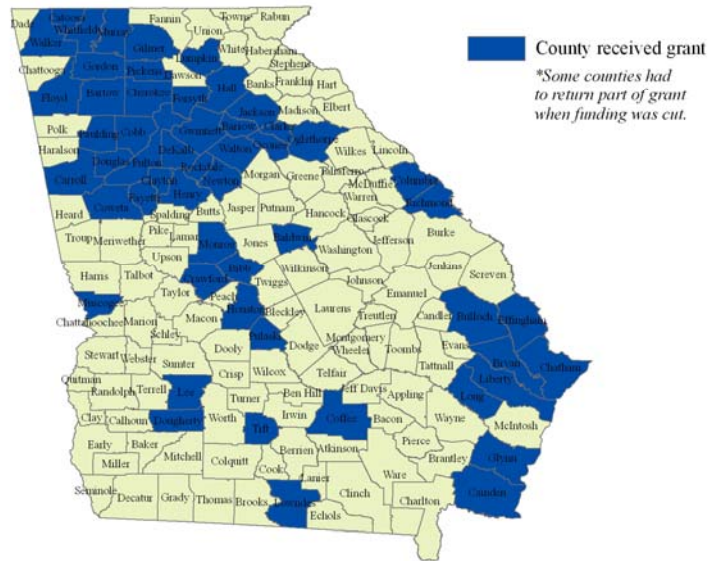 Dade Catoosa Fannin Towns Rabun
Whitfield Murray Union
Walker Gilmer White Habersham
Lumpkin Stephens
Chattooga Gordon Pickens Dawson Banks Franklin Hart
Floyd Bartow Cherokee Forsyth Hall Madison Elbert
Jackson
Polk Paulding Cobb Gwinnett Barrow Clarke Oglethorpe
Haralson Douglas Fulton DeKalb Walton Oconee Wilkes Lincoln
Carroll Clayton Rockdale Newton Morgan Greene Taliaferro McDuffie Columbia
Coweta Fayette Henry Warren Richmond
Heard Spalding Butts Jasper Putnam Hancock Glascock
Troup Meriwether Pike Lamar Monroe Jones Baldwin Washington Jefferson Burke
Upson
Harris Talbot Crawford Bibb Wilkinson Jenkins Screven
Taylor Peach Twiggs Johnson Emanuel
Muscogee Macon Houston Bleckley Laurens Treutlen Candler Bulloch Effingham
Chattahoochee Marion Schley Pulaski Montgomery
Stewart Webster Sumter Dooly Dodge Wheeler Toombs Evans Bryan Chatham
Quitman Crisp Wilcox Telfair Tattnall Liberty
Randolph Terrell Lee Turner Ben Hill Jeff Davis Appling Long
Clay Calhoun Dougherty Worth Irwin Coffee Bacon Wayne McIntosh
Early Baker Tift Pierce
Miller Mitchell Colquitt Berrien Atkinson Brantley Glynn
Cook Ware
Seminole Decatur Grady Thomas Brooks Lowndes Lanier Clinch Charlton Camden
Echols
County received grant
*Some counties had
to return part of grant
when funding was cut.